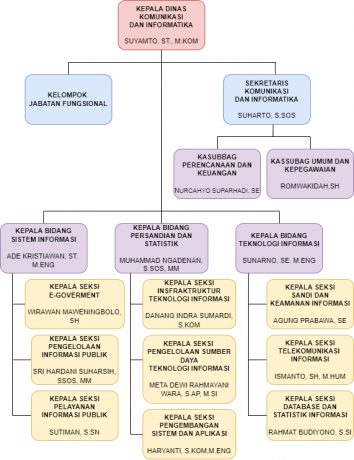 KEPALA DINAS
KOMUNIKASI
DAN INFORMATIKA
SUYAMTO, ST., M.KOM
KELOMPOK
JABATAN FUNGSIONAL
SEKRETARIS
KOMUNIKASI
DAN INFORMATIKA
SUHARTO, S.SOS
KASUBBAG
PERENCANAAN DAN
KEUANGAN
NURCAHYO SUPARHADI, SE
KASSUBAG UMUM DAN
KEPEGAWAIAN
ROMWAKIDAH,SH
KEPALA BIDANG
SISTEM INFORMASI
ADE KRISTIAWAN, ST.
M.ENG
KEPALA BIDANG
PERSANDIAN DAN
STATISTIK
MUHAMMAD NGADENAN,
S.SOS, MM
KEPALA BIDANG
TEKNOLOGI INFORMASI
SUNARNO, SE. M.ENG
KEPALA SEKSI
E-GOVERMENT
WIRAWAN MAWENINGBOLO,
SH
KEPALA SEKSI
PENGELOLAAN
INFORMASI PUBLIK
SRI HARDANI SUHARSIH,
SSOS, MM
KEPALA SEKSI
PELAYANAN
INFORMASI PUBLIK
SUTIMAN, S.SN
KEPALA SEKSI
INSFRAKTRUKTUR
TEKNOLOGI INFORMASI
DANANG INDRA SUMARDI,
S.KOM
KEPALA SEKSI
PENGELOLAAN SUMBER
DAYA
TEKNOLOGI INFORMASI
META DEWI RAHMAYANI
WARA, S.AP, M.SI
KEPALA SEKSI
PENGEMBANGAN
SISTEM DAN APLIKASI
HARYANTI, S.KOM,M.ENG
KEPALA SEKSI
SANDI DAN
KEAMANAN INFORMASI
AGUNG PRABAWA, SE
KEPALA SEKSI
TELEKOMUNIKASI
INFORMASI
ISMANTO, SH, M.HUM
KEPALA SEKSI
DATABASE DAN
STATISTIK INFORMASI
RAHMAT BUDIYONO, S.SI